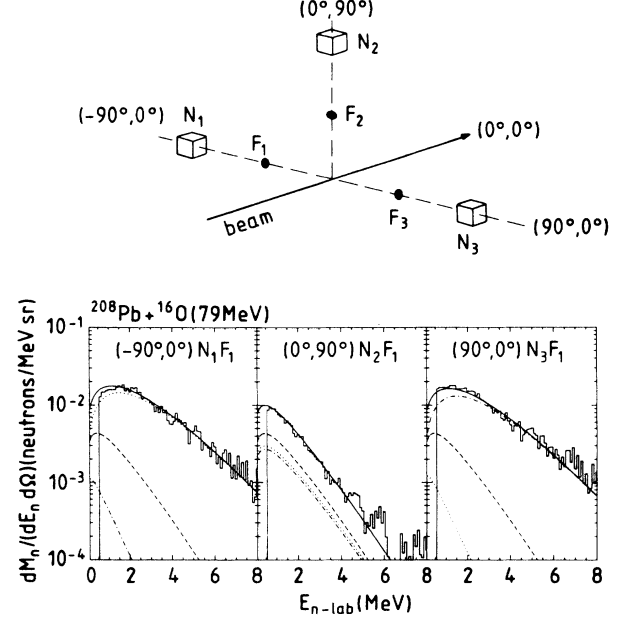 (0°,90°)
N₂
(-90°,0°) N₁
F₂
F₁
(0°,0°)
beam
F₃
N₃
(90°,0°)
²⁰⁸Pb+¹⁶O(79MeV)
dMₙ/(dEₙ dΩ)(neutrons/MeV sr)
10⁻¹
10⁻²
10⁻³
10⁻⁴
(-90°,0°) N₁F₁
(0°,90°) N₂F₁
(90°,0°) N₃F₁
0 2 4 6 8 2 4 6 8 2 4 6 8
Eₙ₋ₗₐb(MeV)